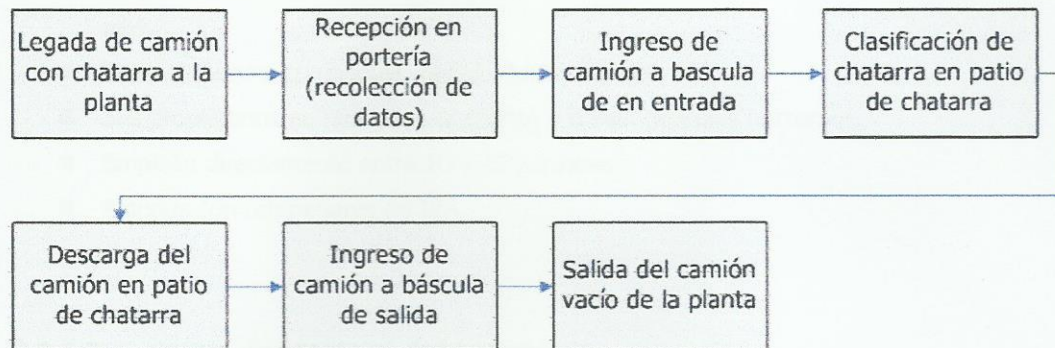 Legada de camión
con chatarra a la
planta
Recepción en
portería
(recolección de
datos)
Ingreso de
camión a bascula
de en entrada
Clasificación de
chatarra en patio
de chatarra
Descarga del
camión en patio
de chatarra
Ingreso de
camión a báscula
de salida
Salida del camión
vacío de la planta